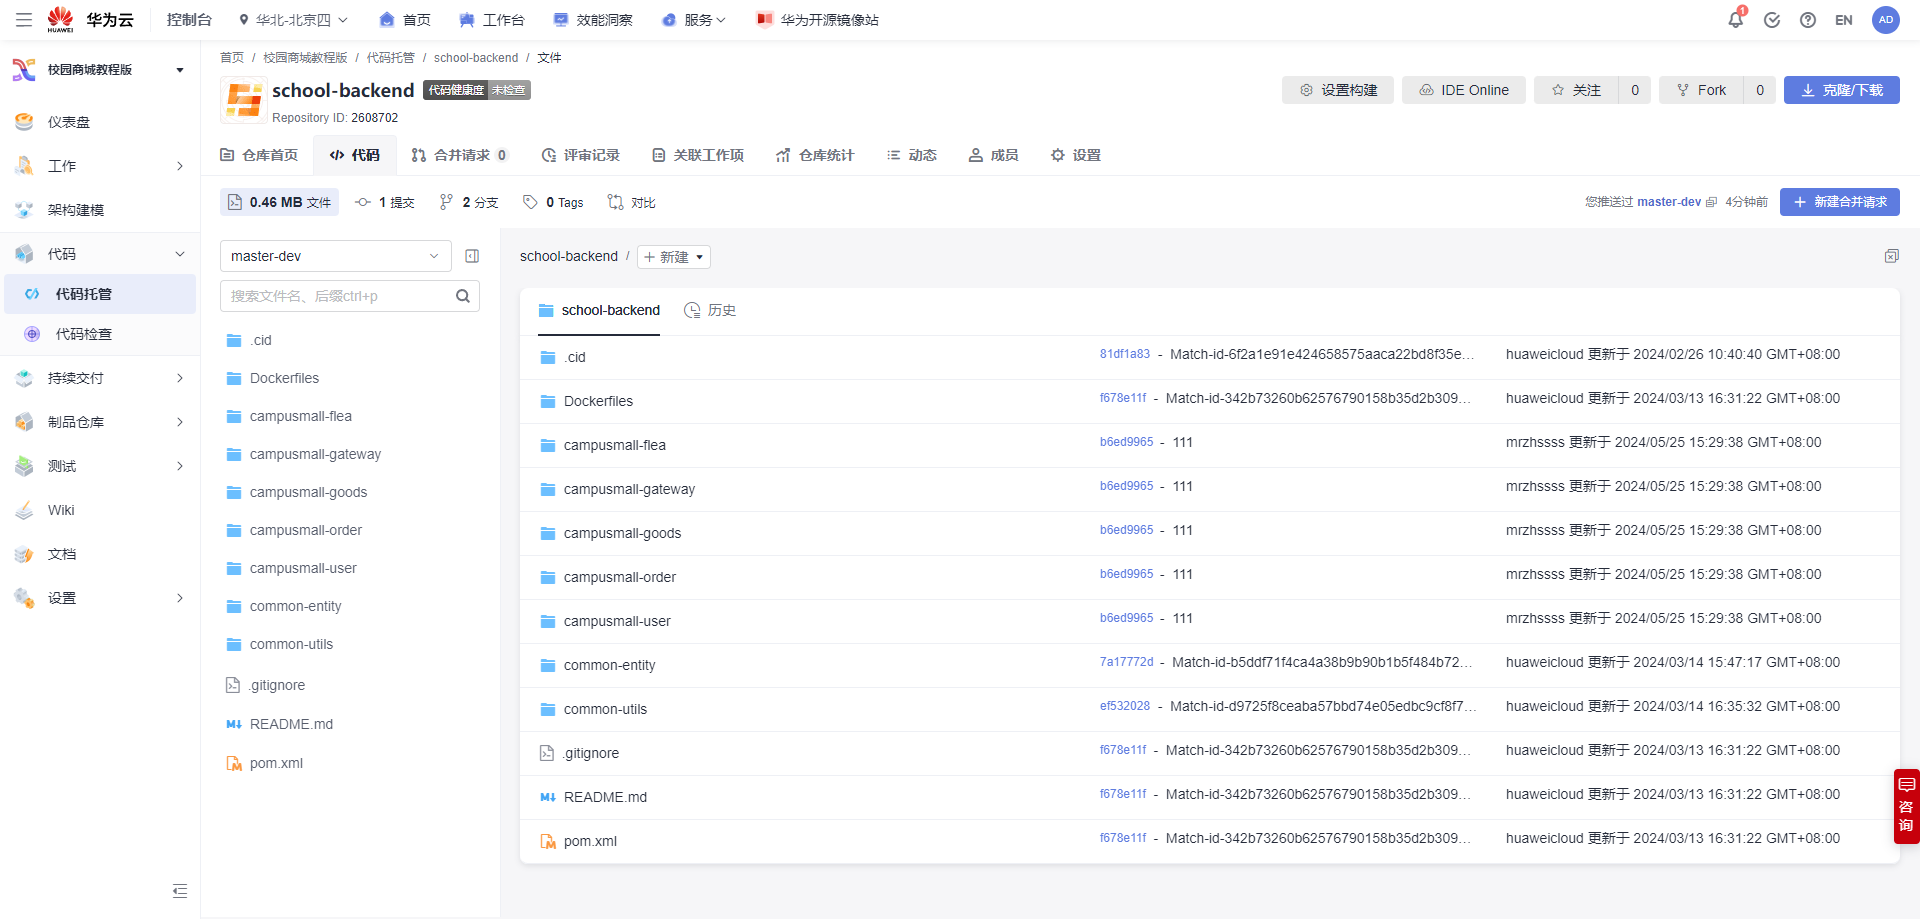 HUAWEI 华为云 控制台 华北-北京四 首页 工作台 效能洞察 服务 华为开源镜像站 1 EN AD
校园商城教程版
仪表盘
工作
架构建模
代码
代码托管
代码检查
持续交付
制品仓库
测试
Wiki
文档
设置
首页 / 校园商城教程版 / 代码托管 / school-backend / 文件
school-backend 代码健康度 未检查
Repository ID: 2608702
设置构建 IDE Online 关注 0 Fork 0 克隆/下载
仓库首页 代码 合并请求 0 评审记录 关联工作项 仓库统计 动态 成员 设置
0.46 MB 文件 1 提交 2 分支 0 Tags 对比
您推送过 master-dev 4分钟前 新建合并请求
master-dev
搜索文件名、后缀ctrl+p
.cid
Dockerfiles
campusmall-flea
campusmall-gateway
campusmall-goods
campusmall-order
campusmall-user
common-entity
common-utils
.gitignore
README.md
pom.xml
school-backend / 新建
school-backend 历史
.cid 81df1a83 - Match-id-6f2a1e91e424658575aaca22bd8f35e... huaweicloud 更新于 2024/02/26 10:40:40 GMT+08:00
Dockerfiles f678e11f - Match-id-342b73260b62576790158b35d2b309... huaweicloud 更新于 2024/03/13 16:31:22 GMT+08:00
campusmall-flea b6ed9965 - 111 mrzhssss 更新于 2024/05/25 15:29:38 GMT+08:00
campusmall-gateway b6ed9965 - 111 mrzhssss 更新于 2024/05/25 15:29:38 GMT+08:00
campusmall-goods b6ed9965 - 111 mrzhssss 更新于 2024/05/25 15:29:38 GMT+08:00
campusmall-order b6ed9965 - 111 mrzhssss 更新于 2024/05/25 15:29:38 GMT+08:00
campusmall-user b6ed9965 - 111 mrzhssss 更新于 2024/05/25 15:29:38 GMT+08:00
common-entity 7a17772d - Match-id-b5ddf71f4ca4a38b9b90b1b5f484b72... huaweicloud 更新于 2024/03/14 15:47:17 GMT+08:00
common-utils ef532028 - Match-id-d9725f8ceaba57bbd74e05edbc9cf8f7... huaweicloud 更新于 2024/03/14 16:35:32 GMT+08:00
.gitignore f678e11f - Match-id-342b73260b62576790158b35d2b309... huaweicloud 更新于 2024/03/13 16:31:22 GMT+08:00
README.md f678e11f - Match-id-342b73260b62576790158b35d2b309... huaweicloud 更新于 2024/03/13 16:31:22 GMT+08:00
pom.xml f678e11f - Match-id-342b73260b62576790158b35d2b309... huaweicloud 更新于 2024/03/13 16:31:22 GMT+08:00
咨询